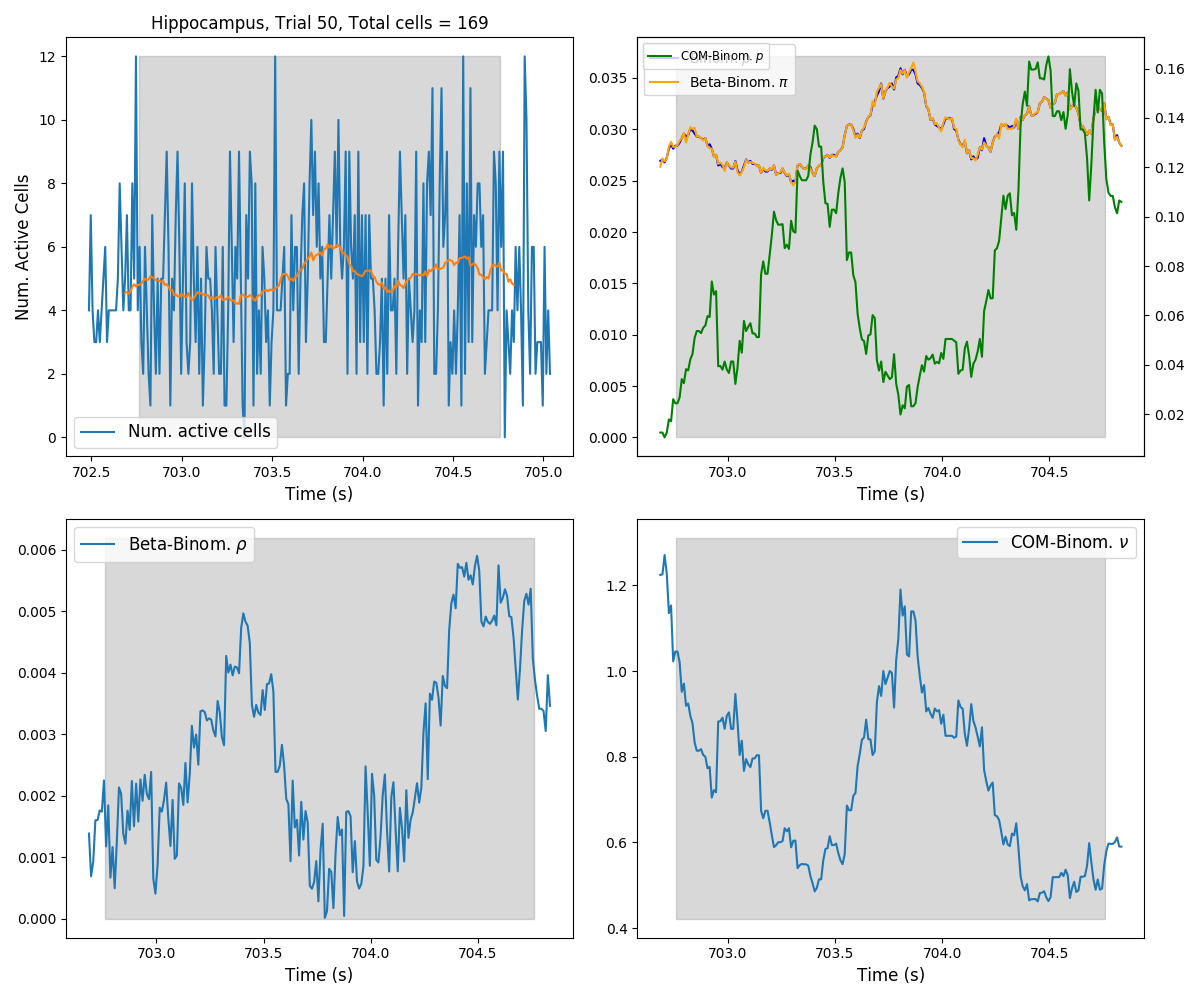 Hippocampus, Trial 50, Total cells = 169
Num. Active Cells
12
10
8
6
4
2
0
Num. active cells
702.5 703.0 703.5 704.0 704.5 705.0
Time (s)
COM-Binom. p
Beta-Binom. π
0.035
0.030
0.025
0.020
0.015
0.010
0.005
0.000
0.16
0.14
0.12
0.10
0.08
0.06
0.04
0.02
703.0 703.5 704.0 704.5
Time (s)
Beta-Binom. ρ
0.006
0.005
0.004
0.003
0.002
0.001
0.000
703.0 703.5 704.0 704.5
Time (s)
COM-Binom. ν
1.2
1.0
0.8
0.6
0.4
703.0 703.5 704.0 704.5
Time (s)